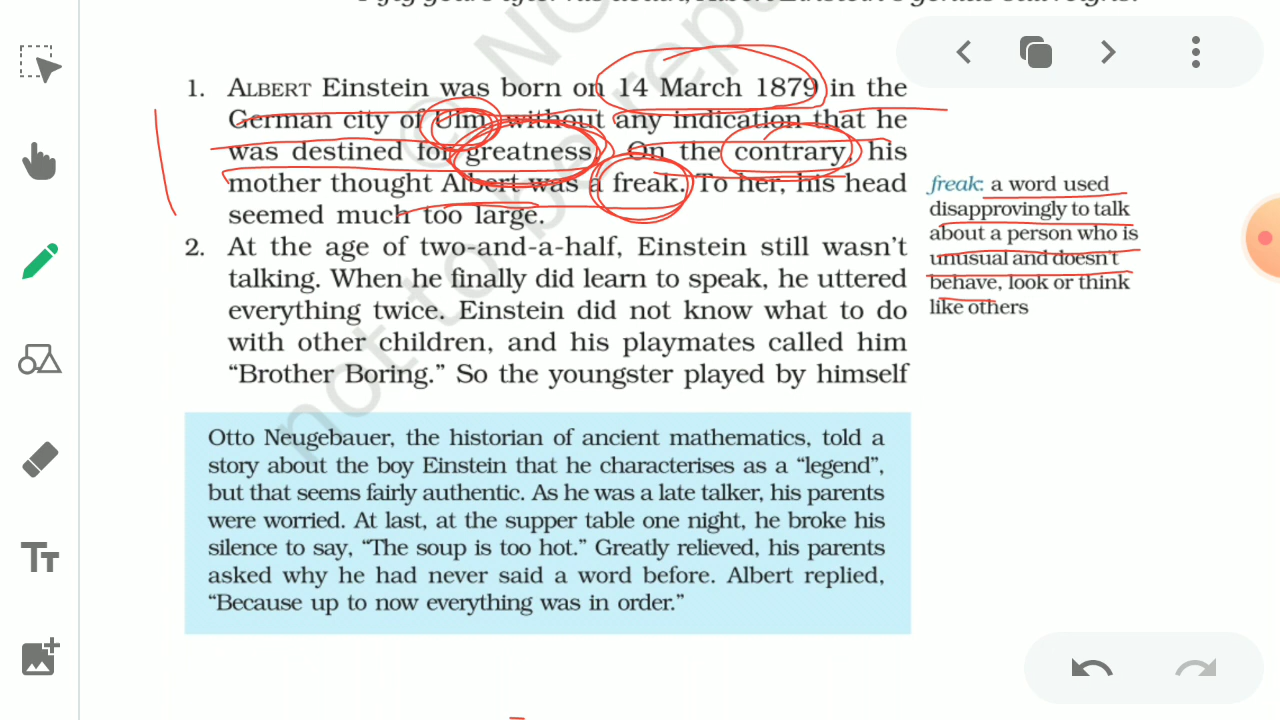 1. ALBERT Einstein was born on 14 March 1879 in the
German city of Ulm, without any indication that he
was destined for greatness. On the contrary, his
mother thought Albert was a freak. To her, his head
seemed much too large.
2. At the age of two-and-a-half, Einstein still wasn't
talking. When he finally did learn to speak, he uttered
everything twice. Einstein did not know what to do
with other children, and his playmates called him
“Brother Boring.” So the youngster played by himself
freak: a word used
disapprovingly to talk
about a person who is
unusual and doesn't
behave, look or think
like others
Otto Neugebauer, the historian of ancient mathematics, told a
story about the boy Einstein that he characterises as a “legend”,
but that seems fairly authentic. As he was a late talker, his parents
were worried. At last, at the supper table one night, he broke his
silence to say, “The soup is too hot.” Greatly relieved, his parents
asked why he had never said a word before. Albert replied,
“Because up to now everything was in order.”
not to be repu
© NO
TT